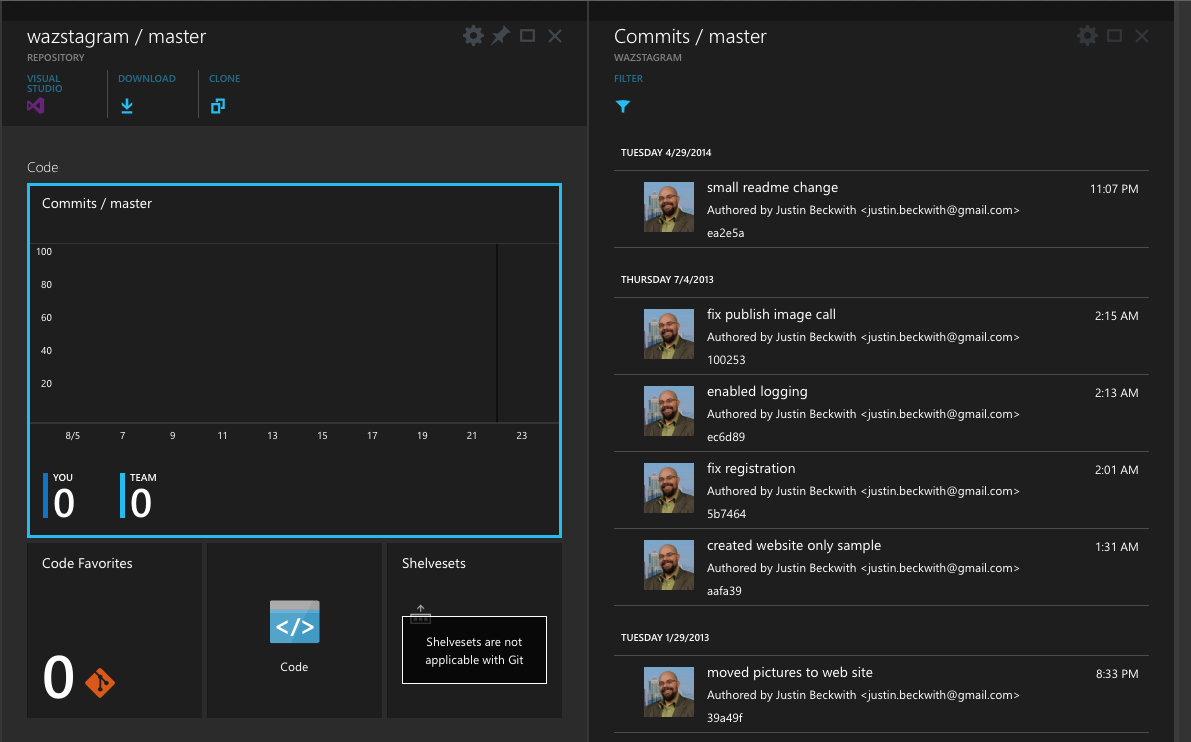 wazstagram / master
REPOSITORY
VISUAL
STUDIO
DOWNLOAD
CLONE
Code
Commits / master
100
80
60
40
20
8/5 7 9 11 13 15 17 19 21 23
YOU
0
TEAM
0
Code Favorites
0
</>
Code
Shelvesets
Shelvesets are not
applicable with Git
Commits / master
WAZSTAGRAM
FILTER
TUESDAY 4/29/2014
small readme change 11:07 PM
Authored by Justin Beckwith <justin.beckwith@gmail.com>
ea2e5a
THURSDAY 7/4/2013
fix publish image call 2:15 AM
Authored by Justin Beckwith <justin.beckwith@gmail.com>
100253
enabled logging 2:13 AM
Authored by Justin Beckwith <justin.beckwith@gmail.com>
ec6d89
fix registration 2:01 AM
Authored by Justin Beckwith <justin.beckwith@gmail.com>
5b7464
created website only sample 1:31 AM
Authored by Justin Beckwith <justin.beckwith@gmail.com>
aafa39
TUESDAY 1/29/2013
moved pictures to web site 8:33 PM
Authored by Justin Beckwith <justin.beckwith@gmail.com>
39a49f